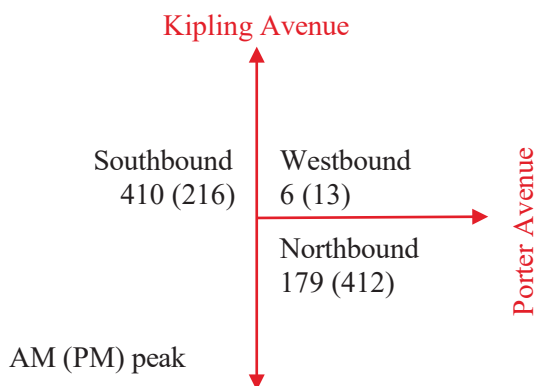 Kipling Avenue
Southbound
410 (216)
Westbound
6 (13)
Northbound
179 (412)
Porter Avenue
AM (PM) peak